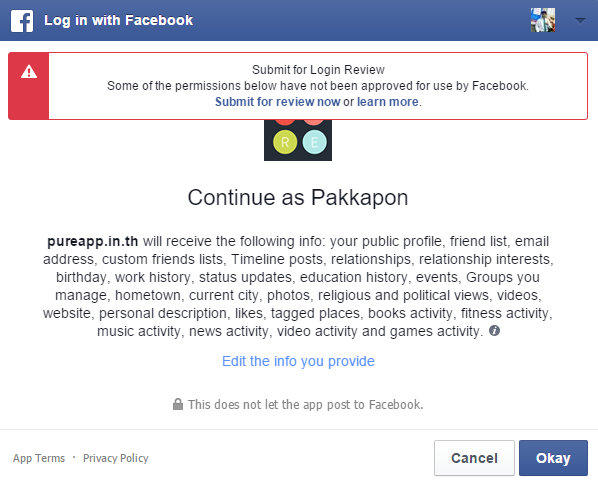 Log in with Facebook
Submit for Login Review
Some of the permissions below have not been approved for use by Facebook.
Submit for review now or learn more.
R E
Continue as Pakkapon
pureapp.in.th will receive the following info: your public profile, friend list, email
address, custom friends lists, Timeline posts, relationships, relationship interests,
birthday, work history, status updates, education history, events, Groups you
manage, hometown, current city, photos, religious and political views, videos,
website, personal description, likes, tagged places, books activity, fitness activity,
music activity, news activity, video activity and games activity.
Edit the info you provide
This does not let the app post to Facebook.
App Terms · Privacy Policy
Cancel
Okay